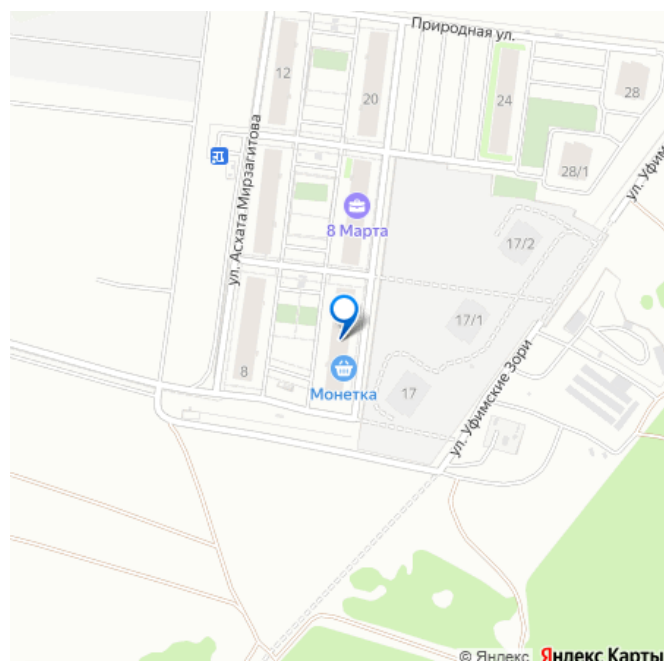 Природная ул.
12
20
24
28
28/1
ул. Асхата Мирзагитова
ул. Уфим
8 Марта
17/2
17/1
8
Монетка
17
ул. Уфимские Зори
© Яндекс Яндекс Карты